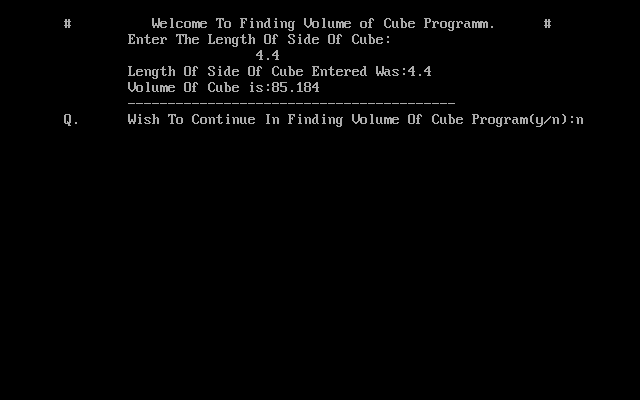 # Welcome To Finding Volume of Cube Programm. #
Enter The Length Of Side Of Cube:
4.4
Length Of Side Of Cube Entered Was:4.4
Volume Of Cube is:85.184
-----------------------------------------
Q. Wish To Continue In Finding Volume Of Cube Program(y/n):n